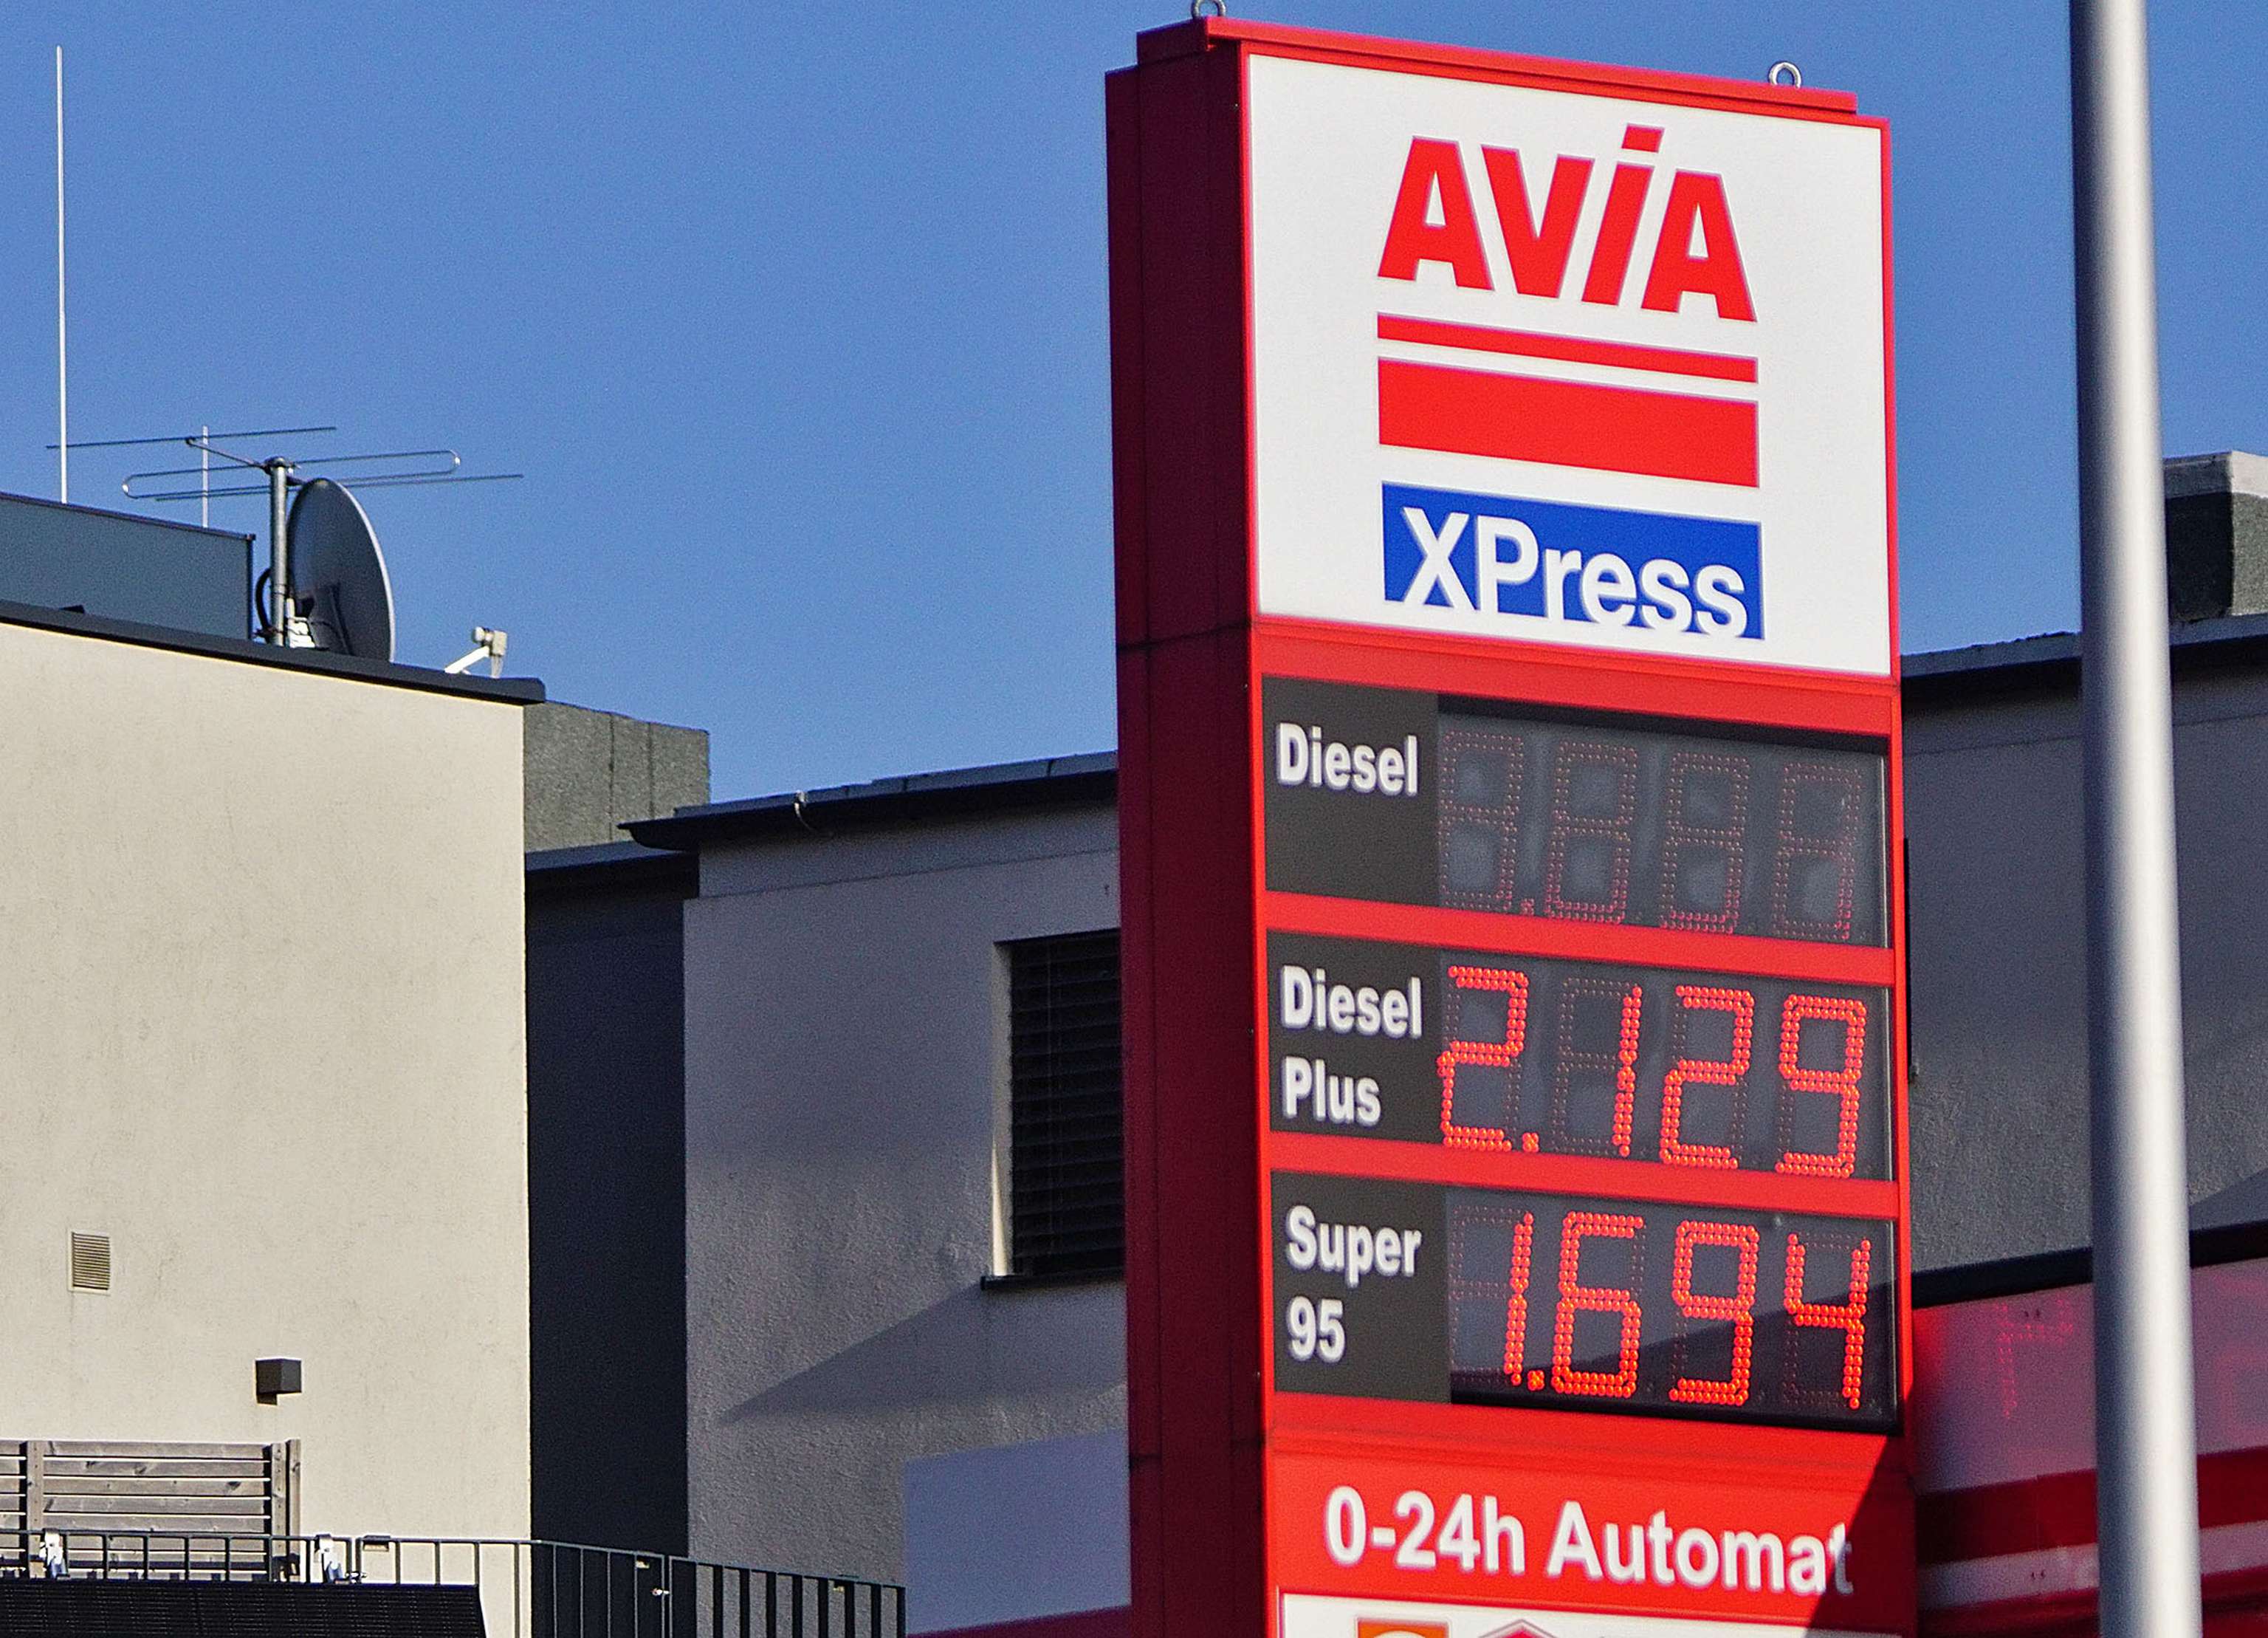 AViA
XPress
Diesel
Diesel
Plus
2.129
Super
95
1.694
0-24h Automat